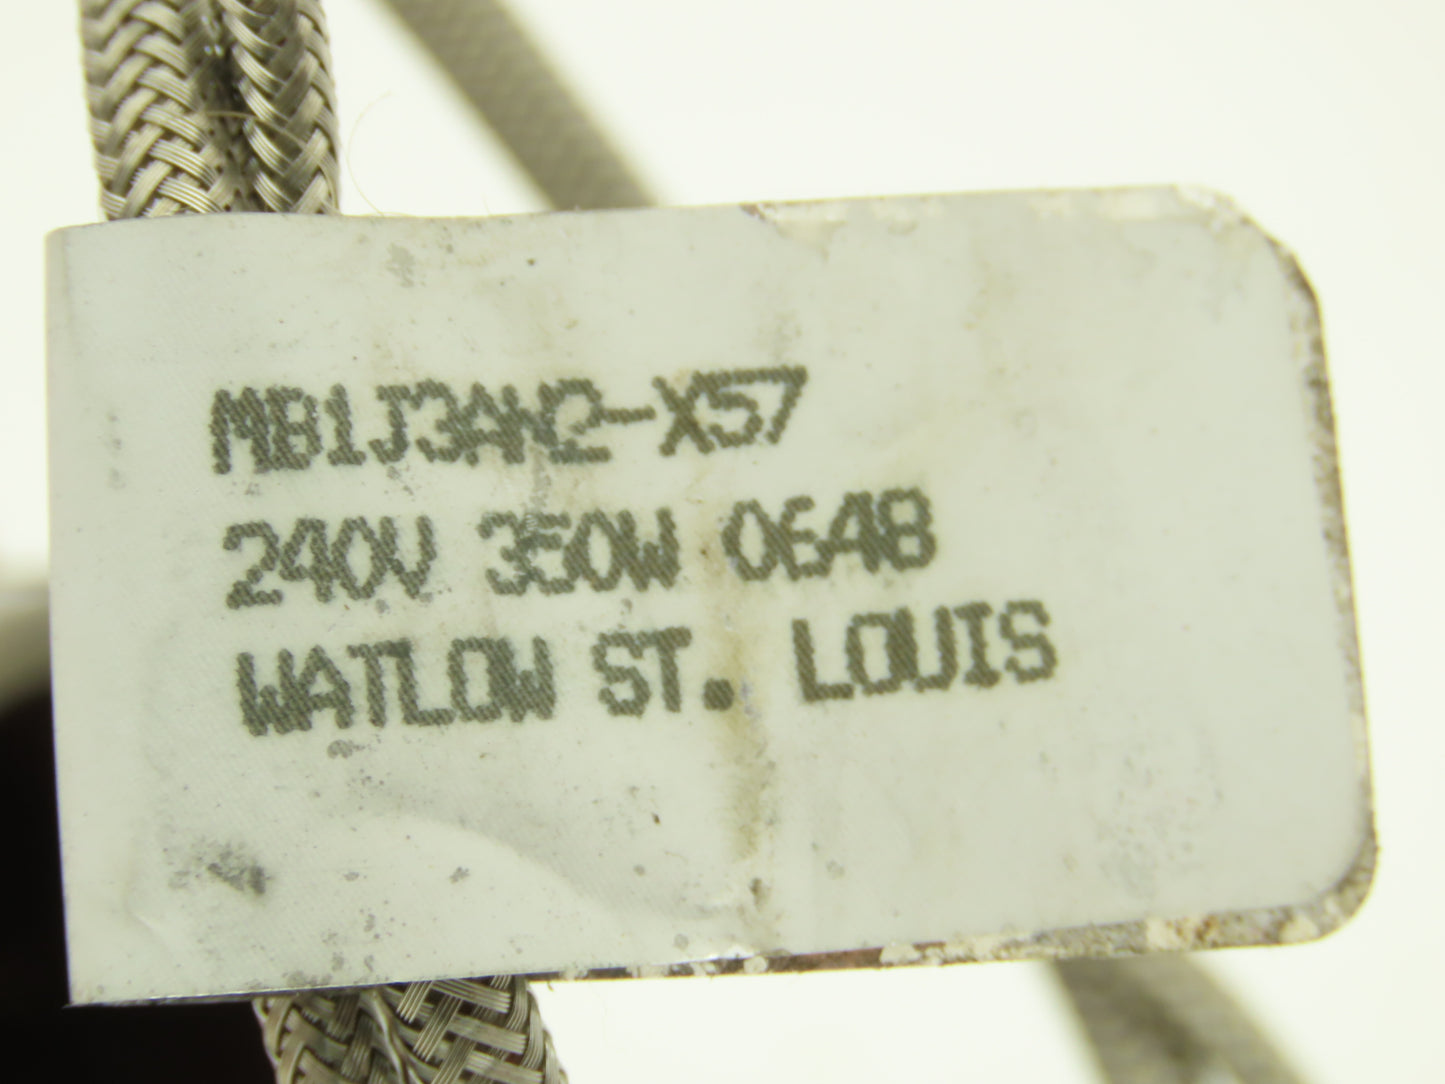 MB1J3AN2-X57
240V 350W 0648
WATLOW ST. LOUIS